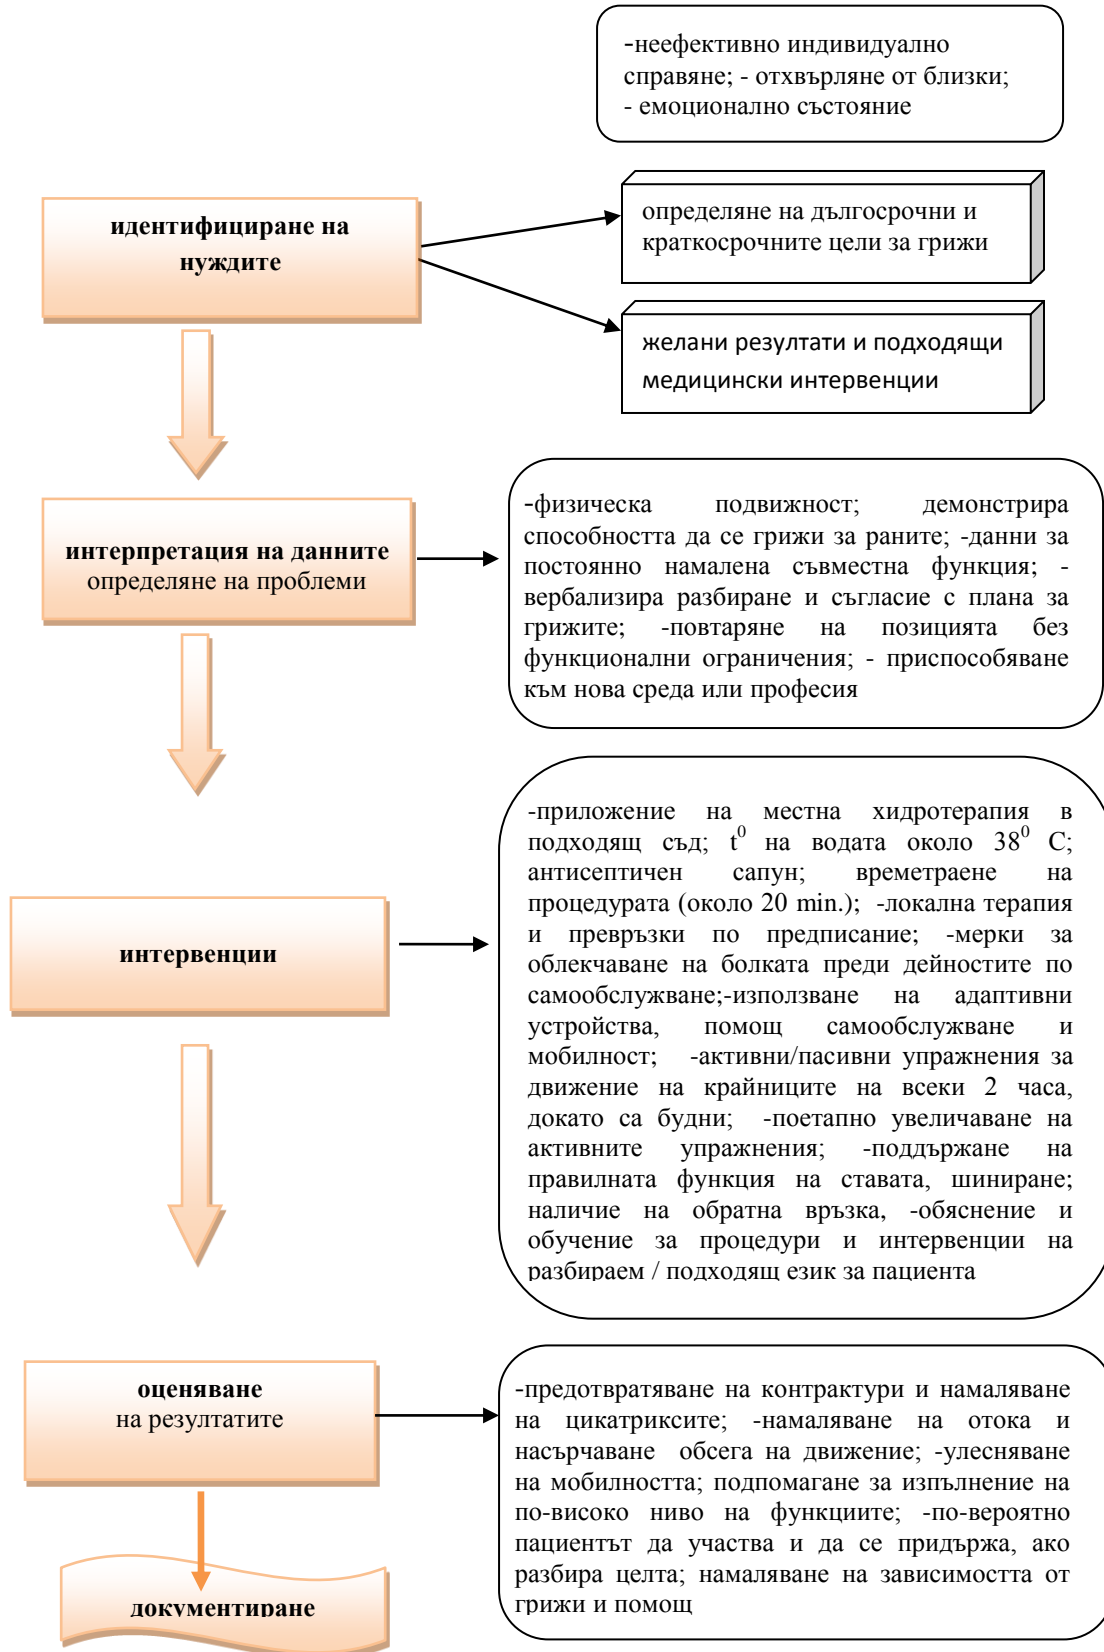 -неефективно индивидуално
справяне; - отхвърляне от близки;
- емоционално състояние
идентифициране на
нуждите
определяне на дългосрочни и
краткосрочните цели за грижи
желани резултати и подходящи
медицински интервенции
интерпретация на данните
определяне на проблеми
-физическа подвижност; демонстрира
способността да се грижи за раните; -данни за
постоянно намалена съвместна функция; -
вербализира разбиране и съгласие с плана за
грижите; -повтаряне на позицията без
функционални ограничения; - приспособяване
към нова среда или професия
интервенции
-приложение на местна хидротерапия в
подходящ съд; t⁰ на водата около 38⁰ C;
антисептичен сапун; времетраене на
процедурата (около 20 min.); -локална терапия
и превръзки по предписание; -мерки за
облекчаване на болката преди дейностите по
самообслужване;-използване на адаптивни
устройства, помощ самообслужване и
мобилност; -активни/пасивни упражнения за
движение на крайниците на всеки 2 часа,
докато са будни; -поетапно увеличаване на
активните упражнения; -поддържане на
правилната функция на ставата, шиниране;
наличие на обратна връзка, -обяснение и
обучение за процедури и интервенции на
разбираем / подходящ език за пациента
оценяване
на резултатите
-предотвратяване на контрактури и намаляване
на цикатриксите; -намаляване на отока и
насърчаване обсега на движение; -улесняване
на мобилността; подпомагане за изпълнение на
по-високо ниво на функциите; -по-вероятно
пациентът да участва и да се придържа, ако
разбира целта; намаляване на зависимостта от
грижи и помощ
документиране